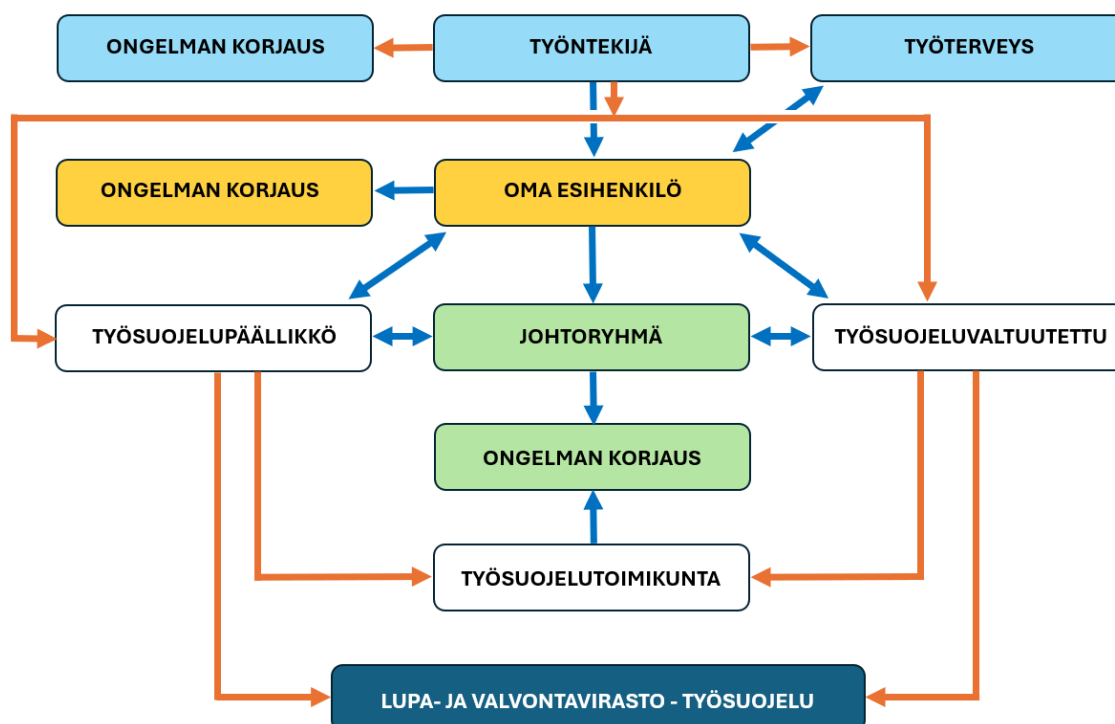 ONGELMAN KORJAUS
TYÖNTEKIJÄ
TYÖTERVEYS
ONGELMAN KORJAUS
OMA ESIHENKILÖ
TYÖSUOJELUPÄÄLLIKKÖ
JOHTORYHMÄ
TYÖSUOJELUVALTUUTETTU
ONGELMAN KORJAUS
TYÖSUOJELUTOIMIKUNTA
LUPA- JA VALVONTAVIRASTO - TYÖSUOJELU